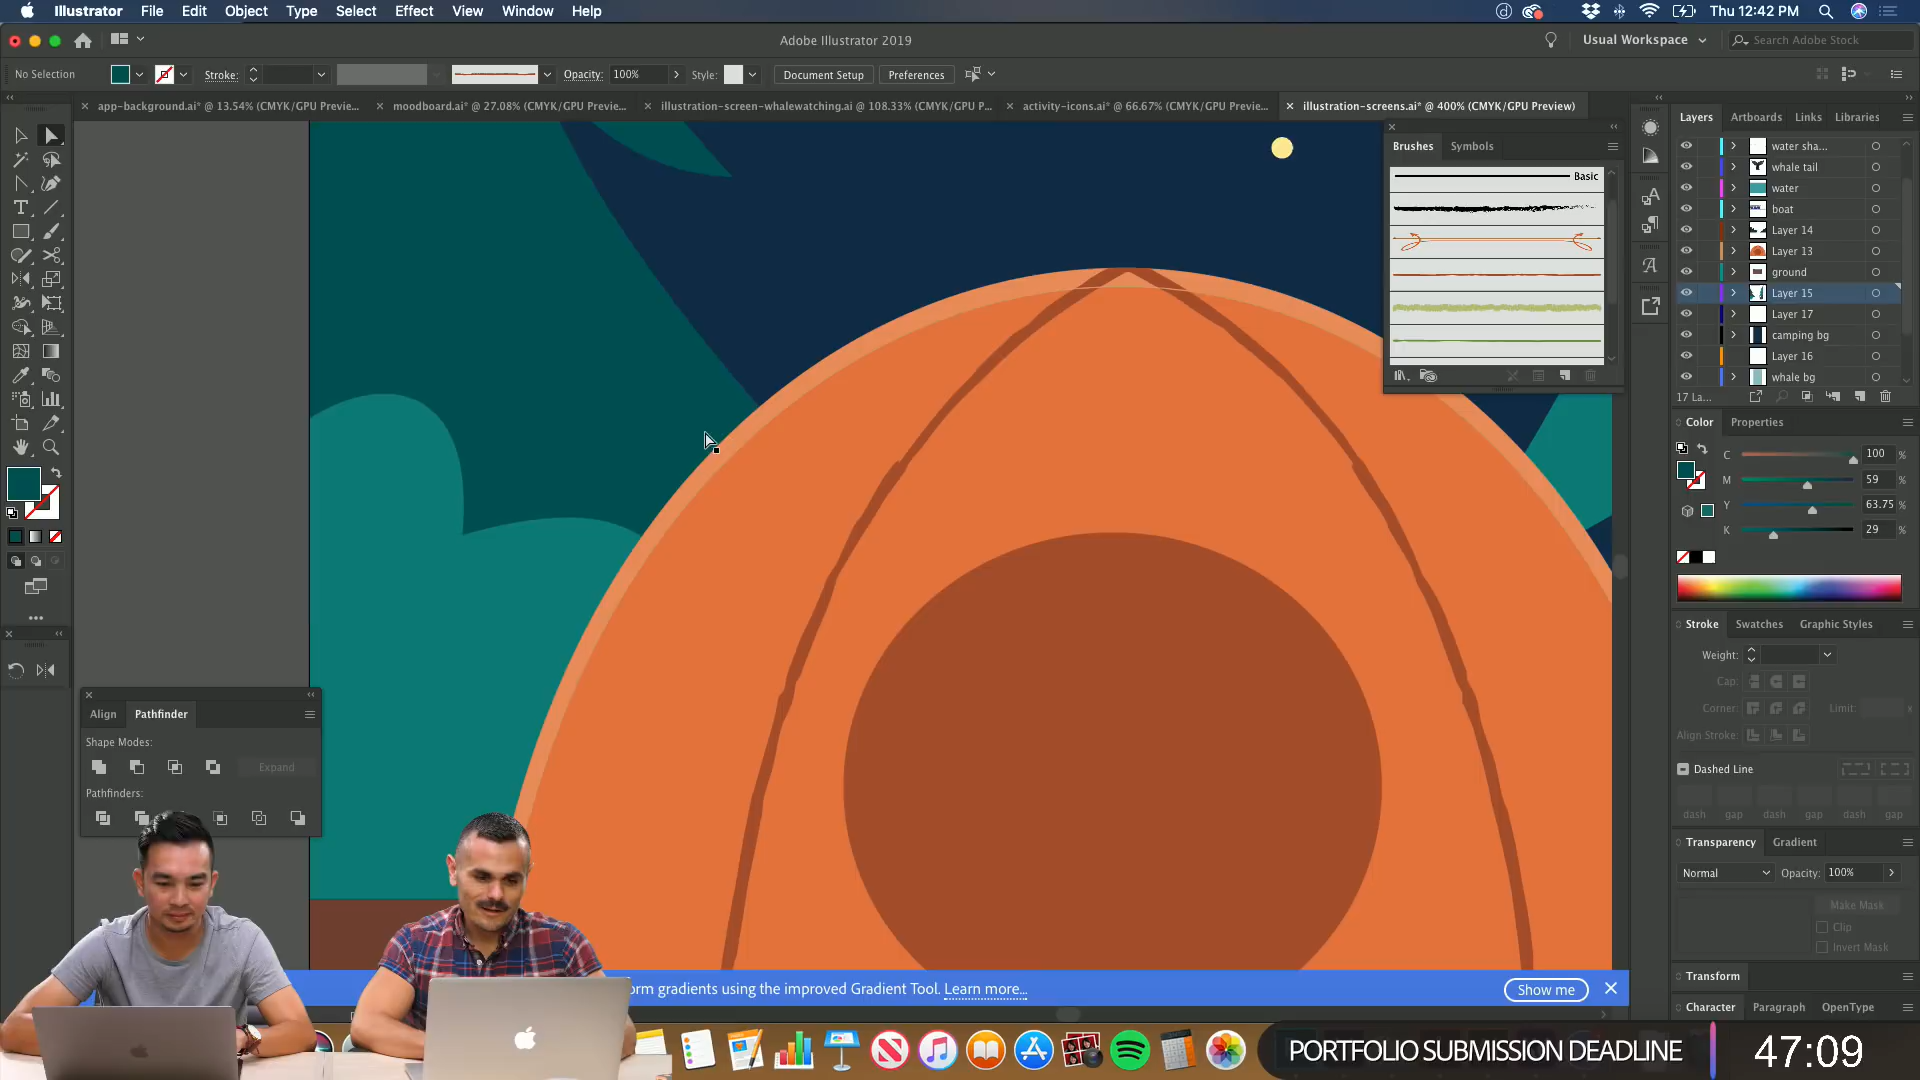 Illustrator File Edit Object Type Select Effect View Window Help
Thu 12:42 PM
Adobe Illustrator 2019
Usual Workspace
Search Adobe Stock
No Selection
Stroke:
Opacity: 100%
Style:
Document Setup
Preferences
app-background.ai* @ 13.54% (CMYK/GPU Previe...
moodboard.ai* @ 27.08% (CMYK/GPU Previe...
illustration-screen-whalewatching.ai @ 108.33% (CMYK/GPU P...
activity-icons.ai* @ 66.67% (CMYK/GPU Previe...
illustration-screens.ai* @ 400% (CMYK/GPU Preview)
Brushes Symbols
Basic
Layers Artboards Links Libraries
water sha...
whale tail
water
boat
Layer 14
Layer 13
ground
Layer 15
Layer 17
camping bg
Layer 16
whale bg
17 La...
Color Properties
C 100 %
M 59 %
Y 63.75 %
K 29 %
Stroke Swatches Graphic Styles
Weight:
Cap:
Corner: Limit: x
Align Stroke:
Dashed Line
dash gap dash gap dash gap
Transparency Gradient
Normal Opacity: 100%
Make Mask
Clip
Invert Mask
Transform
Character Paragraph OpenType
Align Pathfinder
Shape Modes:
Expand
Pathfinders:
orm gradients using the improved Gradient Tool. Learn more...
Show me
PORTFOLIO SUBMISSION DEADLINE
47:09